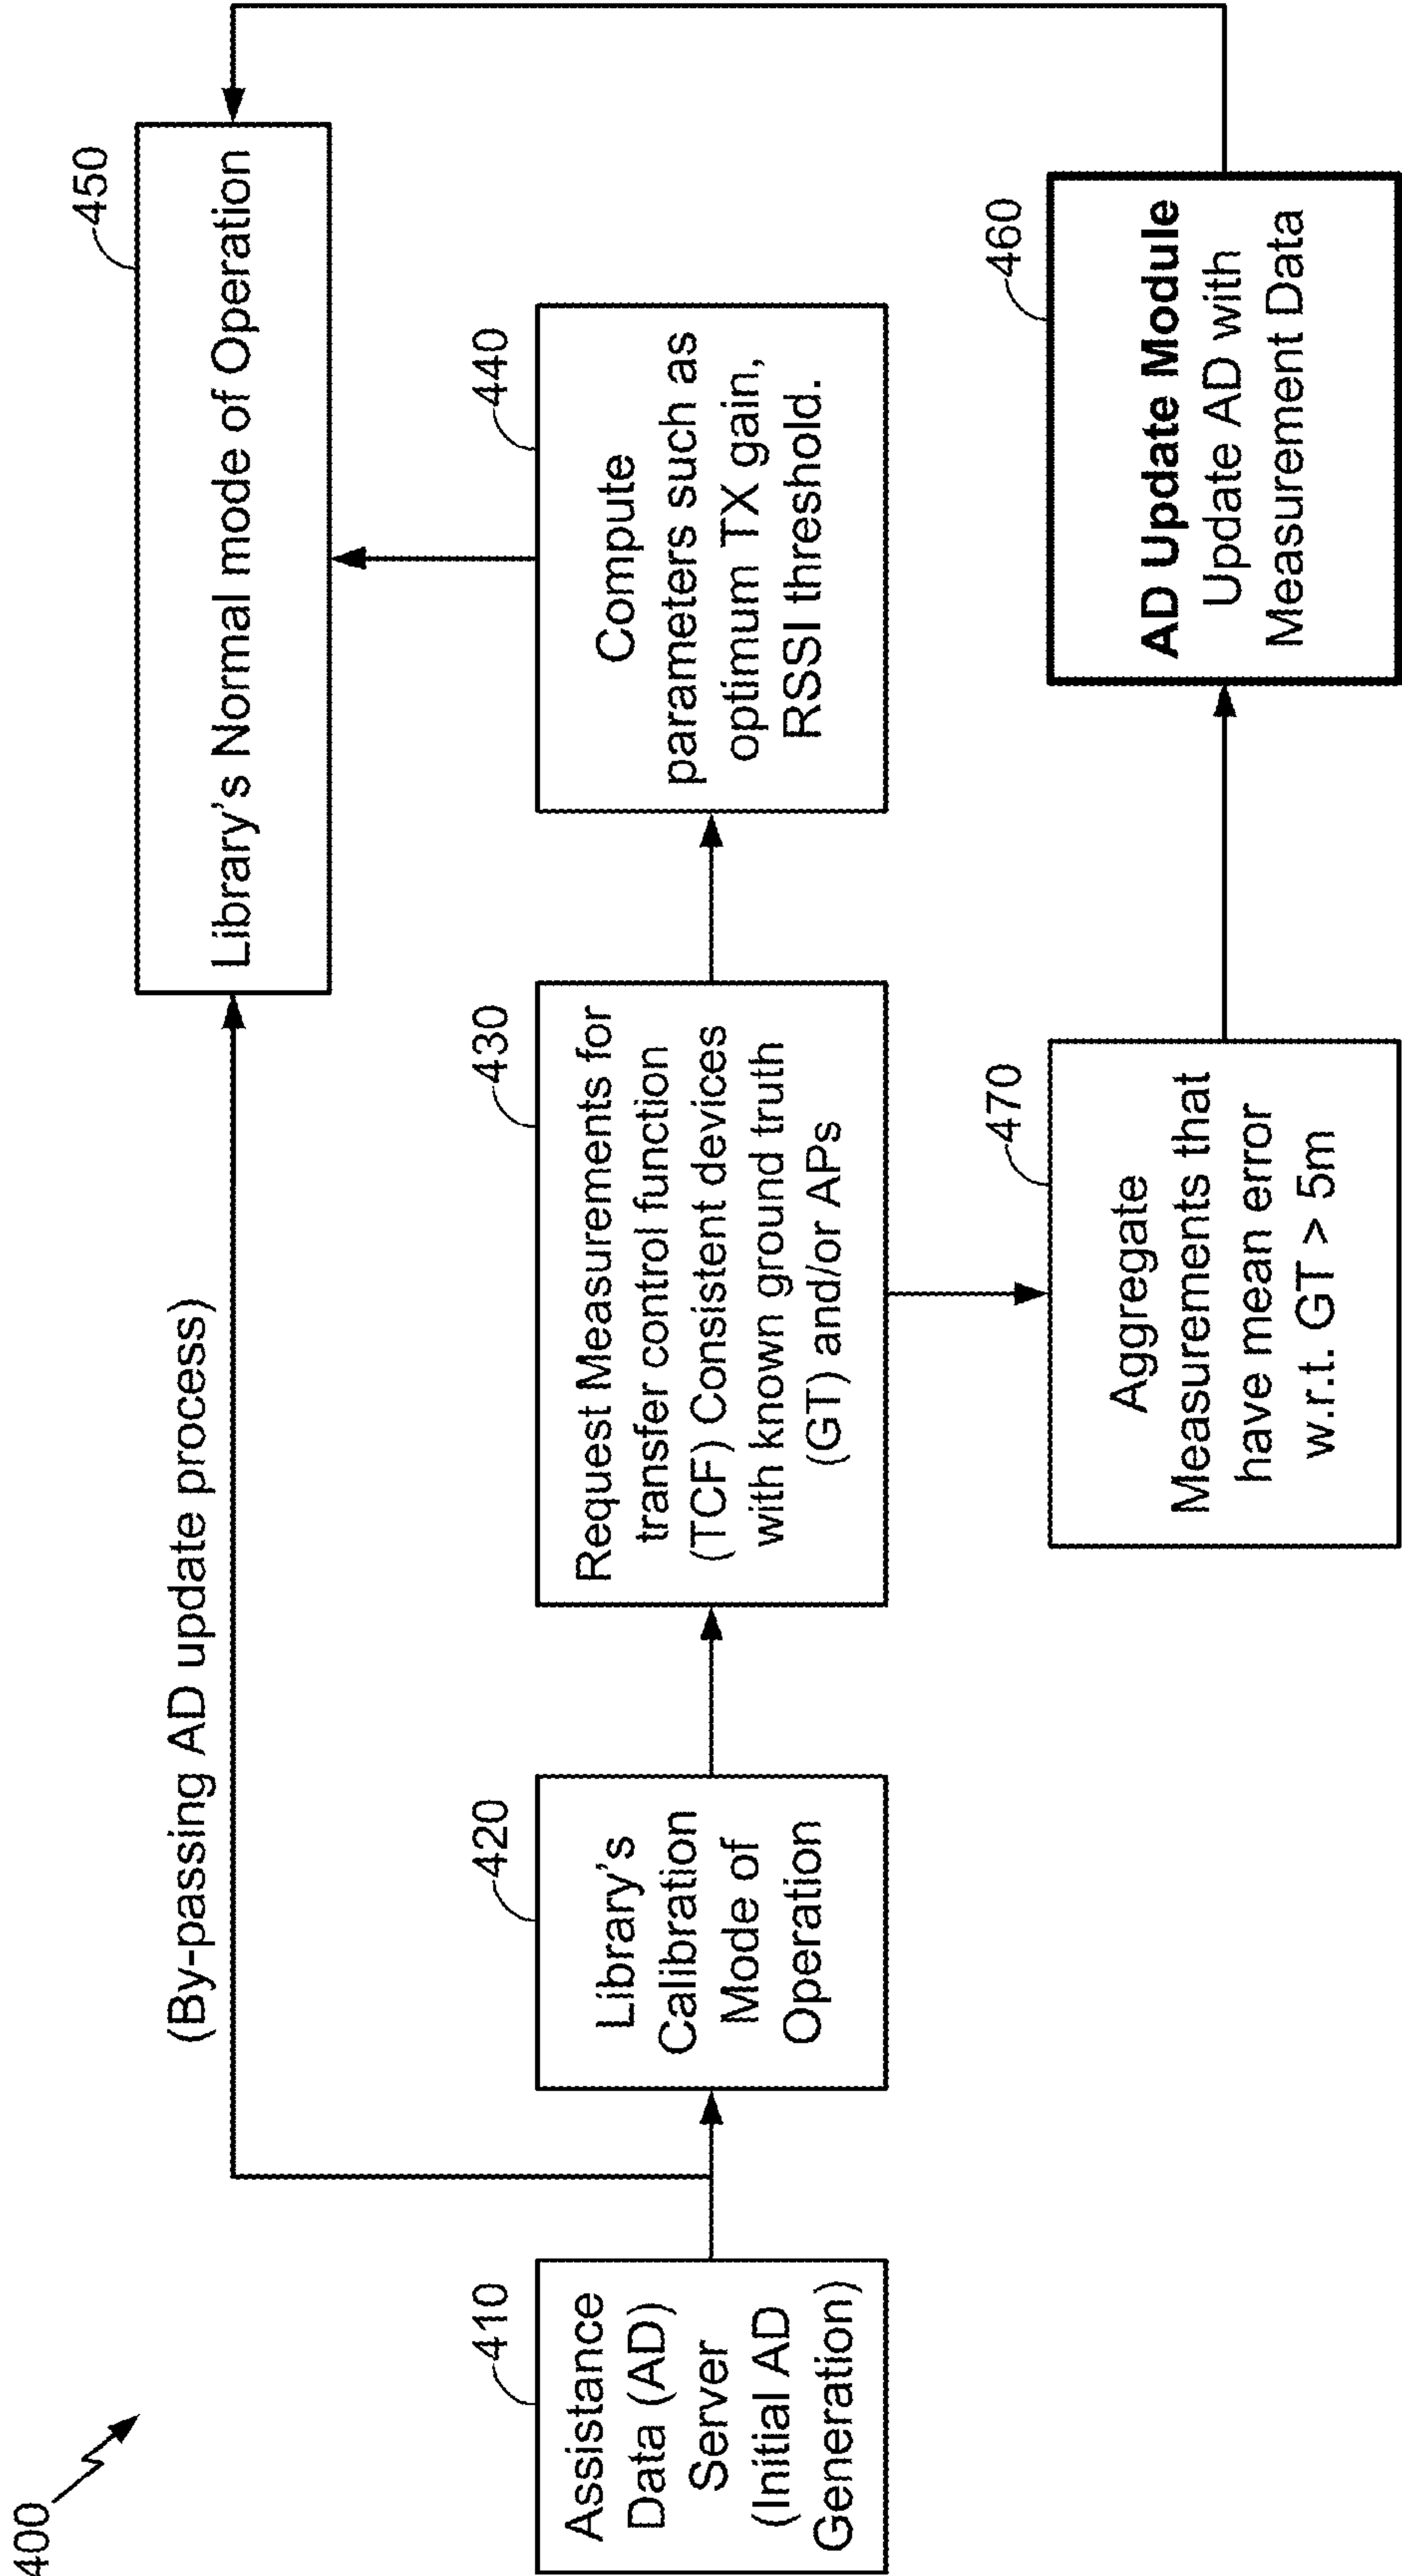 400
(By-passing AD update process)
450
Library's Normal mode of Operation
410
Assistance
Data (AD)
Server
(Initial AD
Generation)
420
Library's
Calibration
Mode of
Operation
430
Request Measurements for
transfer control function
(TCF) Consistent devices
with known ground truth
(GT) and/or APs
440
Compute
parameters such as
optimum TX gain,
RSSI threshold.
470
Aggregate
Measurements that
have mean error
w.r.t. GT > 5m
460
AD Update Module
Update AD with
Measurement Data